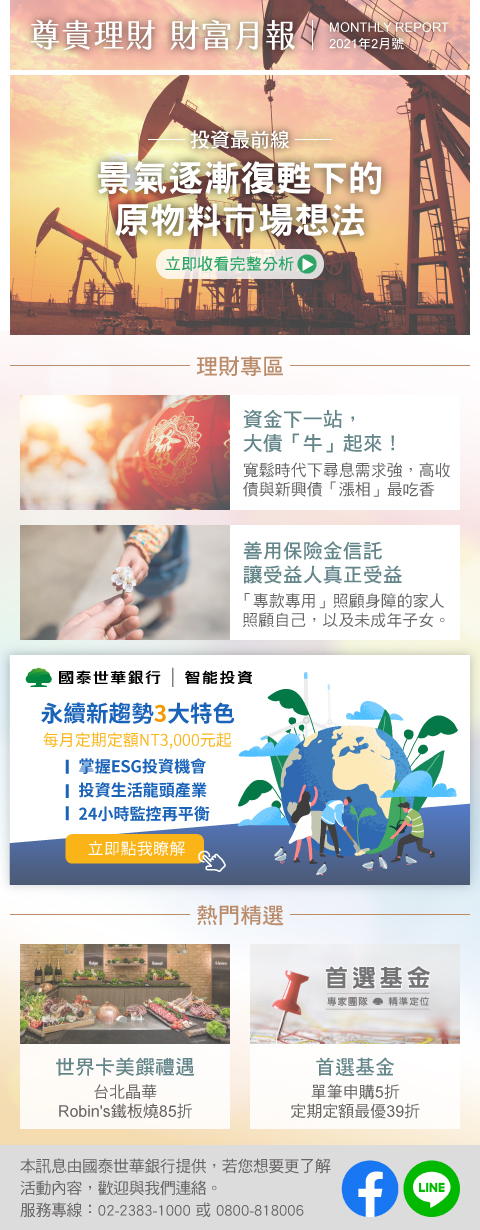 尊貴理財 財富月報
MONTHLY REPORT
2021年2月號
投資最前線
景氣逐漸復甦下的
原物料市場想法
立即收看完整分析
理財專區
資金下一站，
大債「牛」起來！
寬鬆時代下尋息需求強，高收
債與新興債「漲相」最吃香
善用保險金信託
讓受益人真正受益
「專款專用」照顧身障的家人
照顧自己，以及未成年子女。
國泰世華銀行｜智能投資
永續新趨勢3大特色
每月定期定額NT3,000元起
掌握ESG投資機會
投資生活龍頭產業
24小時監控再平衡
立即點我瞭解
熱門精選
首選基金
專家團隊 精準定位
世界卡美饌禮遇
台北晶華
Robin's鐵板燒85折
首選基金
單筆申購5折
定期定額最優39折
本訊息由國泰世華銀行提供，若您想要更了解
活動內容，歡迎與我們連絡。
服務專線：02-2383-1000 或 0800-818006
LINE